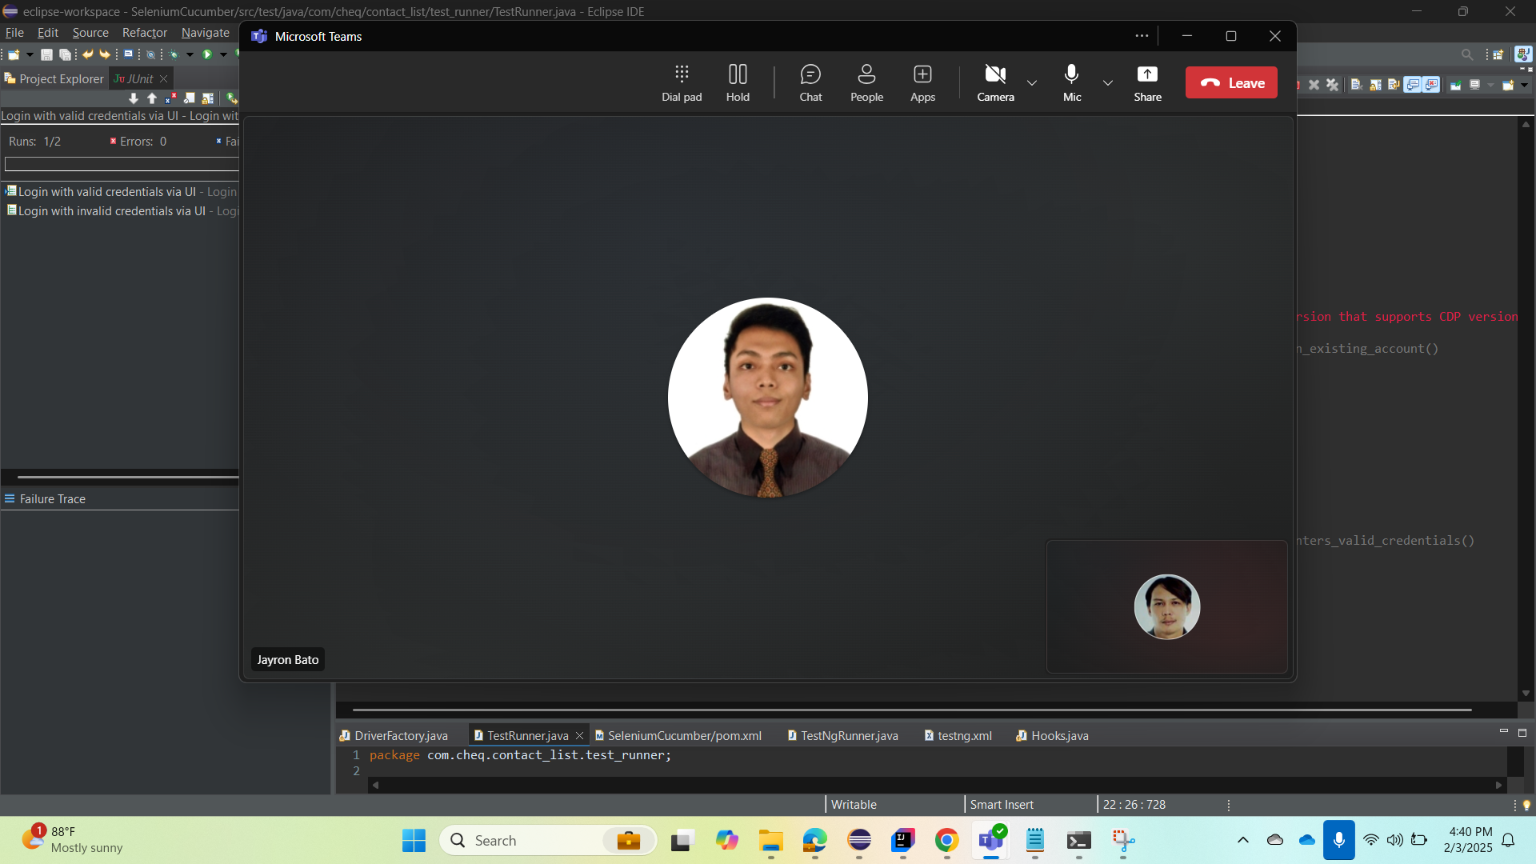 eclipse-workspace - SeleniumCucumber/src/test/java/com/cheq/contact_list/test_runner/TestRunner.java - Eclipse IDE
File Edit Source Refactor Navigate
Microsoft Teams
Dial pad Hold Chat People Apps Camera Mic Share Leave
Project Explorer JUnit
Login with valid credentials via UI - Login wit
Runs: 1/2 Errors: 0 Fai
Login with valid credentials via UI - Login
Login with invalid credentials via UI - Logi
rsion that supports CDP version
n_existing_account()
Failure Trace
nters_valid_credentials()
Jayron Bato
DriverFactory.java TestRunner.java SeleniumCucumber/pom.xml TestNgRunner.java testng.xml Hooks.java
1 package com.cheq.contact_list.test_runner;
2
Writable Smart Insert 22 : 26 : 728
1 88°F
Mostly sunny
Search
4:40 PM
2/3/2025